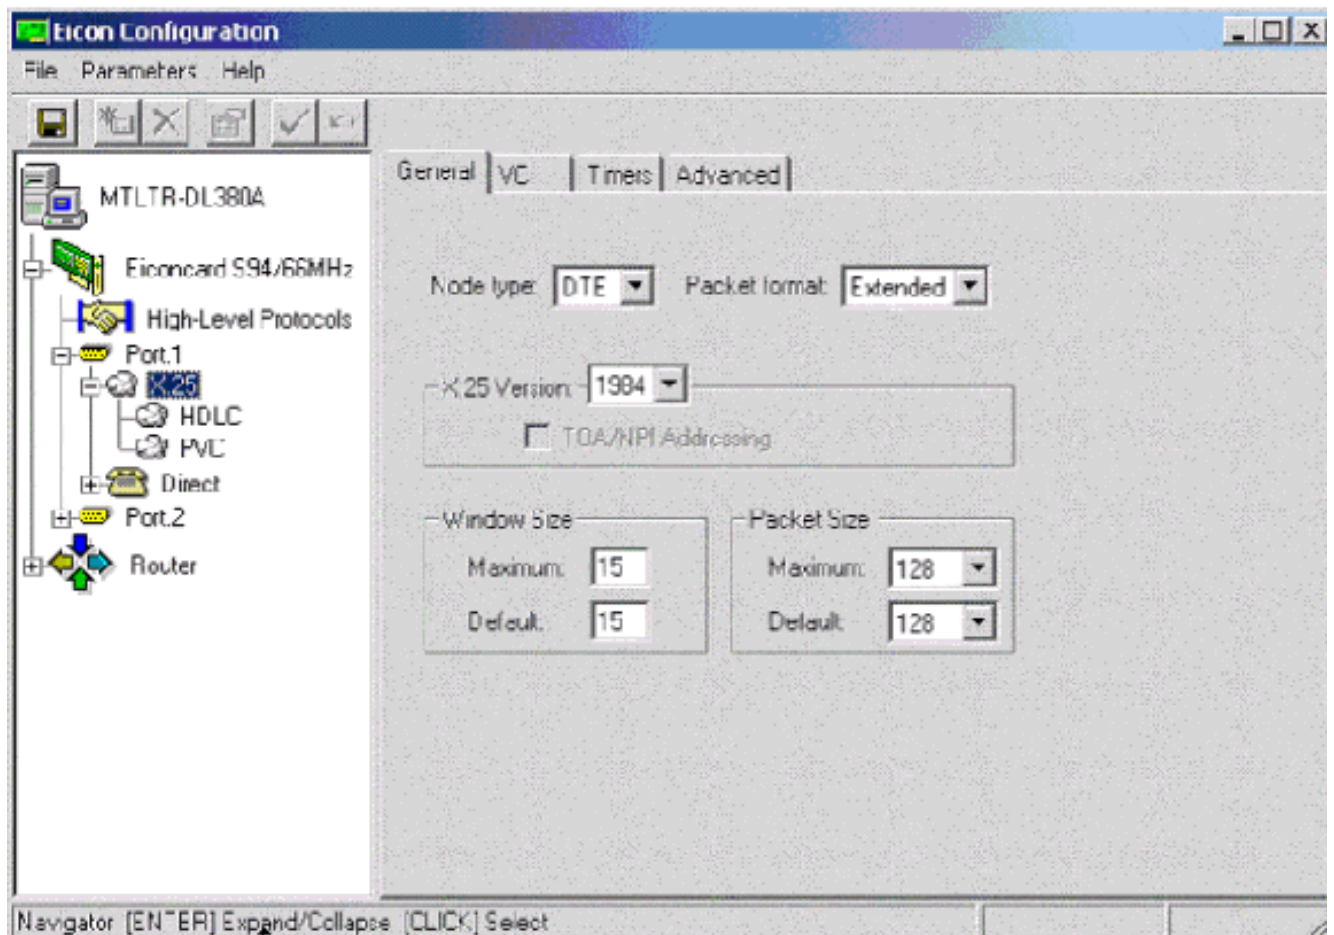 Eicon Configuration
File Parameters Help
MTLTR-DL380A
Eiconcard S94/66MHz
High-Level Protocols
Port.1
X.25
HDLC
PVC
Direct
Port.2
Router
General VC Timers Advanced
Node type: DTE Packet format: Extended
X.25 Version: 1984
TOA/NPI Addressing
Window Size
Maximum: 15
Default: 15
Packet Size
Maximum: 128
Default: 128
Navigator [ENTER] Expand/Collapse [CLICK] Select